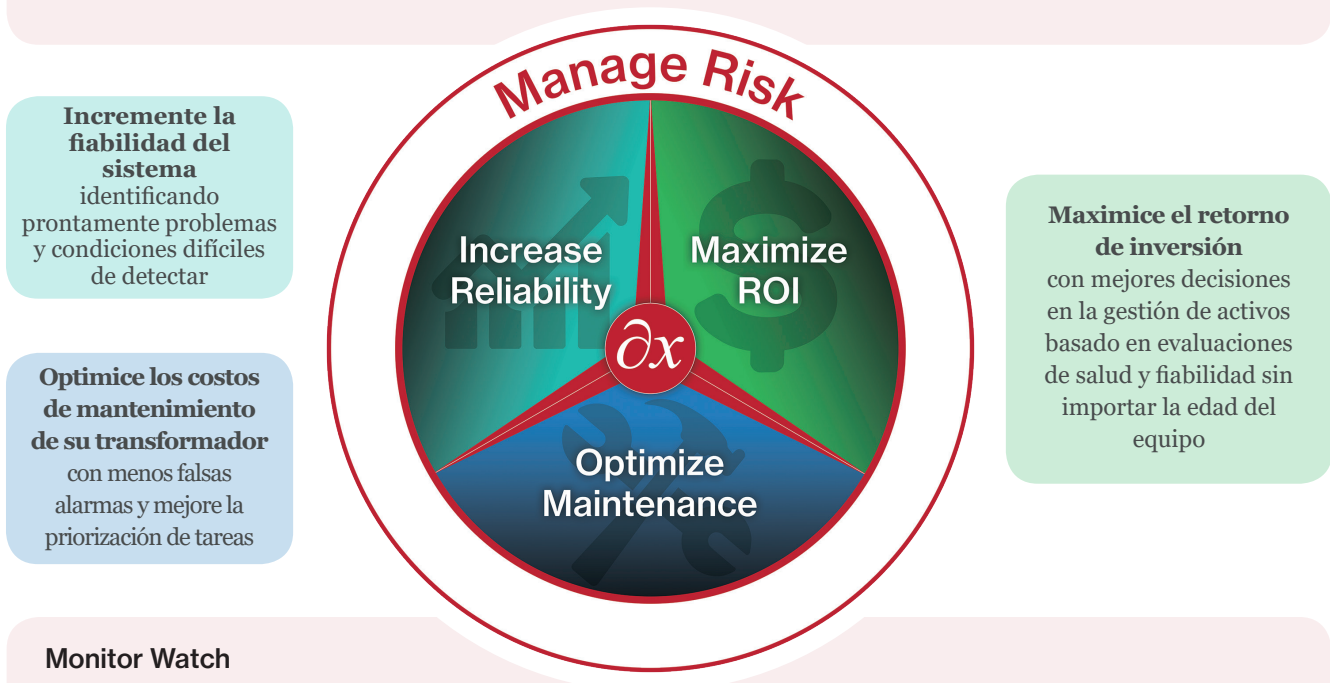 Manage Risk
Incremente la
fiabilidad del
sistema
identificando
prontamente problemas
y condiciones difíciles
de detectar
Optimice los costos
de mantenimiento
de su transformador
con menos falsas
alarmas y mejore la
priorización de tareas
Increase
Reliability
Maximize
ROI
∂x
Optimize
Maintenance
Maximice el retorno
de inversión
con mejores decisiones
en la gestión de activos
basado en evaluaciones
de salud y fiabilidad sin
importar la edad del
equipo
Monitor Watch